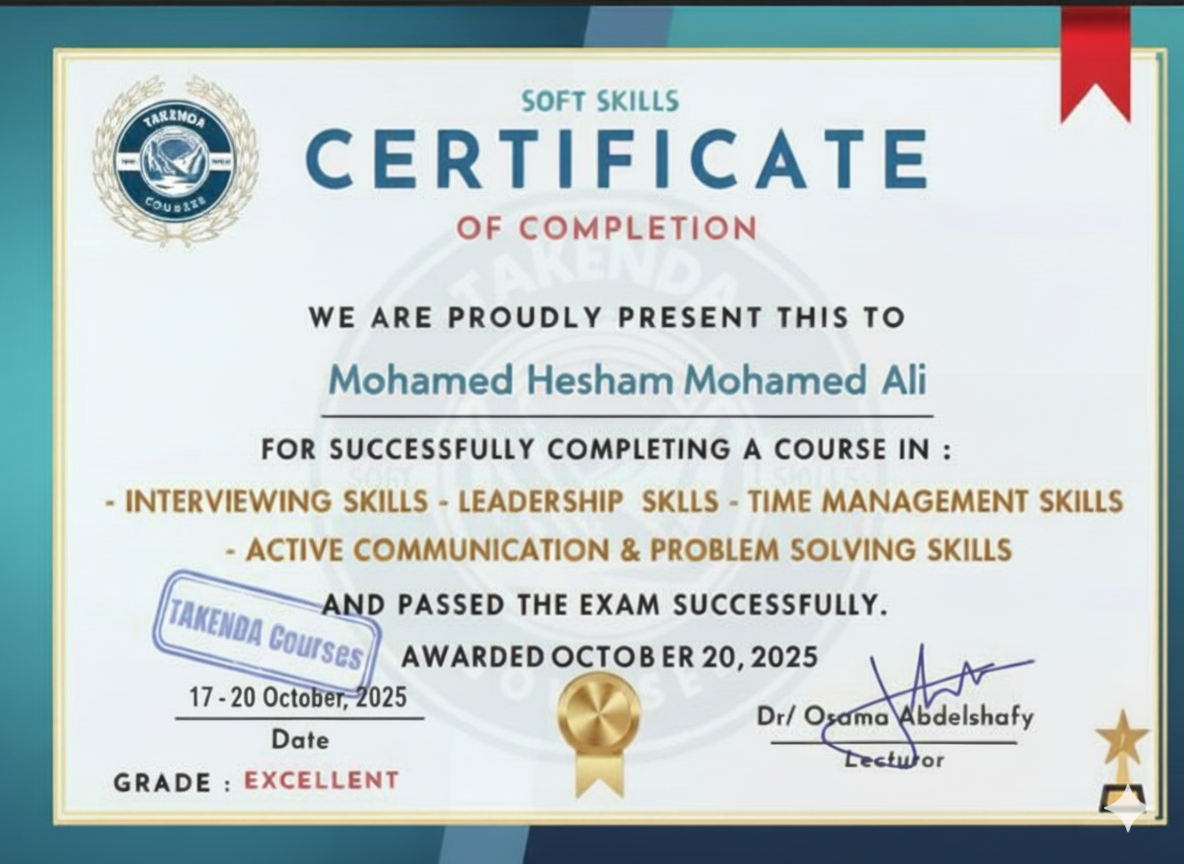 TAKENDA
SOFT SKILLS
CERTIFICATE
OF COMPLETION
WE ARE PROUDLY PRESENT THIS TO
Mohamed Hesham Mohamed Ali
FOR SUCCESSFULLY COMPLETING A COURSE IN :
SOFT SKILLS
- INTERVIEWING SKILLS - LEADERSHIP SKLLS - TIME MANAGEMENT SKILLS
- ACTIVE COMMUNICATION & PROBLEM SOLVING SKILLS
AND PASSED THE EXAM SUCCESSFULLY.
TAKENDA Courses
AWARDED OCTOBER 20, 2025
17 - 20 October, 2025
Date
Dr/ Osama Abdelshafy
Lecturor
GRADE : EXCELLENT